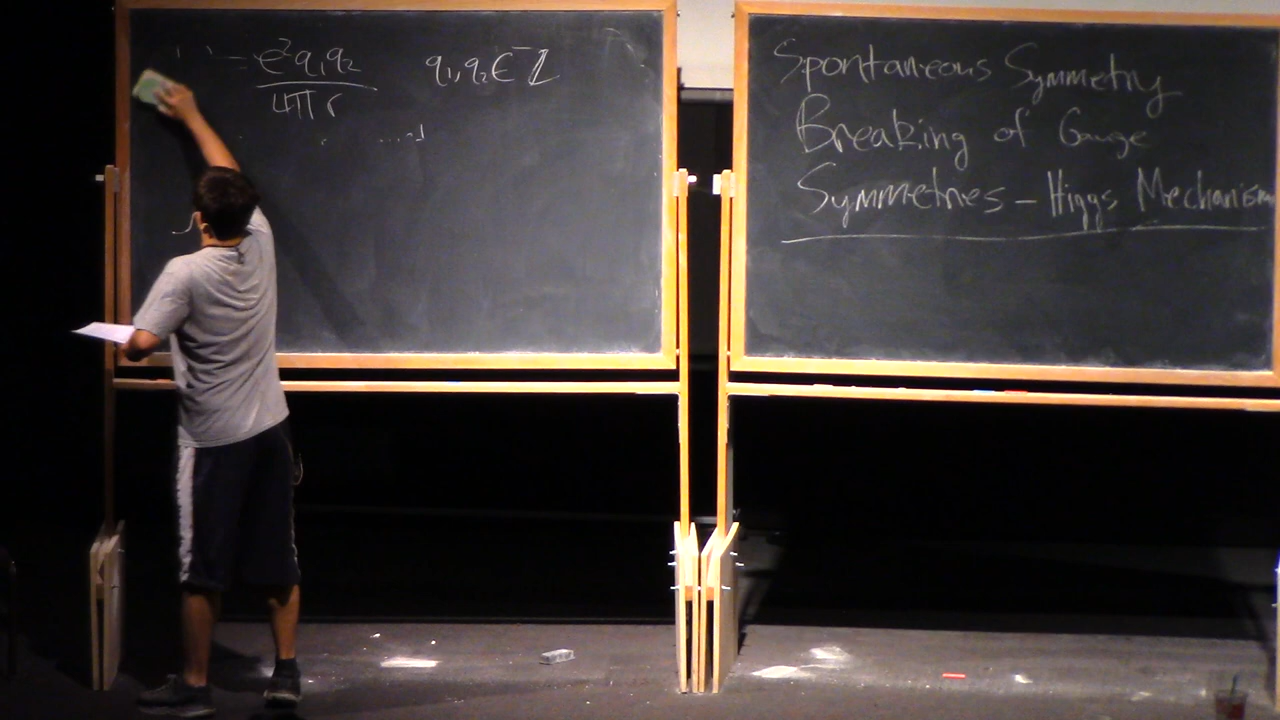 = e²q₁q₂ / 4πr q₁,q₂ ∈ ℤ
Spontaneous Symmetry
Breaking of Gauge
Symmetries - Higgs Mechanism